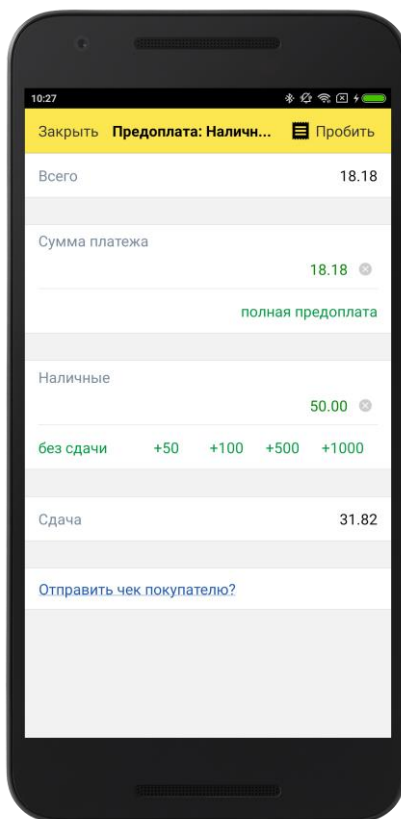 10:27
Закрыть Предоплата: Наличн... Пробить
Всего 18.18
Сумма платежа
18.18
полная предоплата
Наличные
50.00
без сдачи +50 +100 +500 +1000
Сдача 31.82
Отправить чек покупателю?